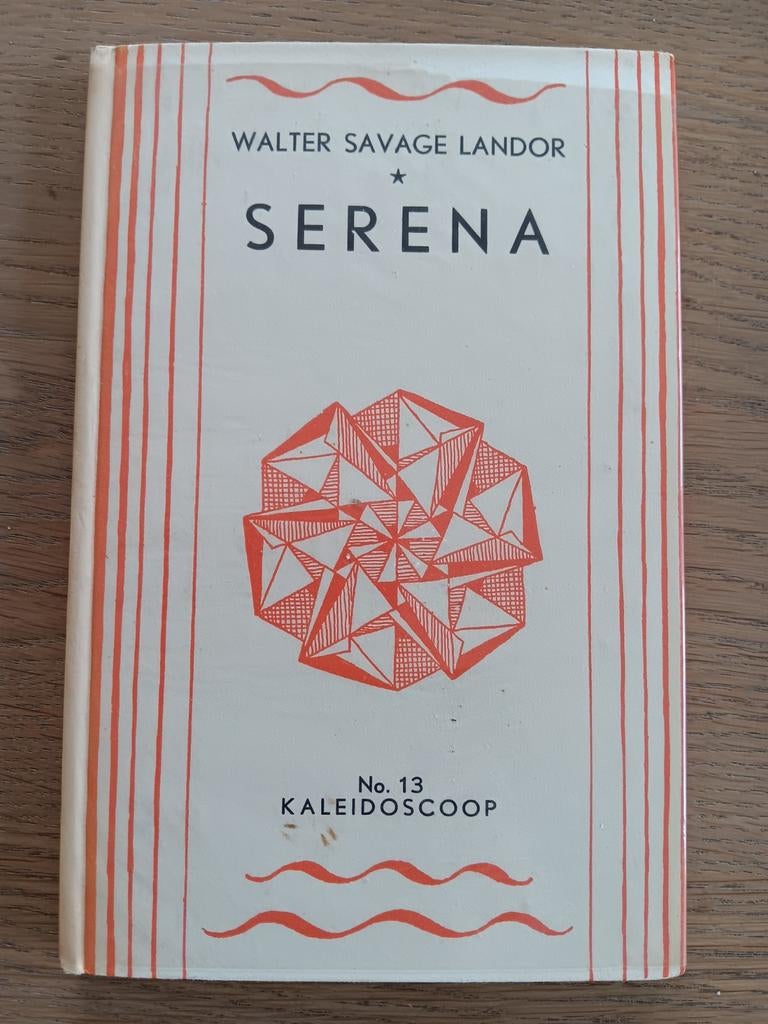 WALTER SAVAGE LANDOR
★
SERENA
No. 13
KALEIDOSCOOP